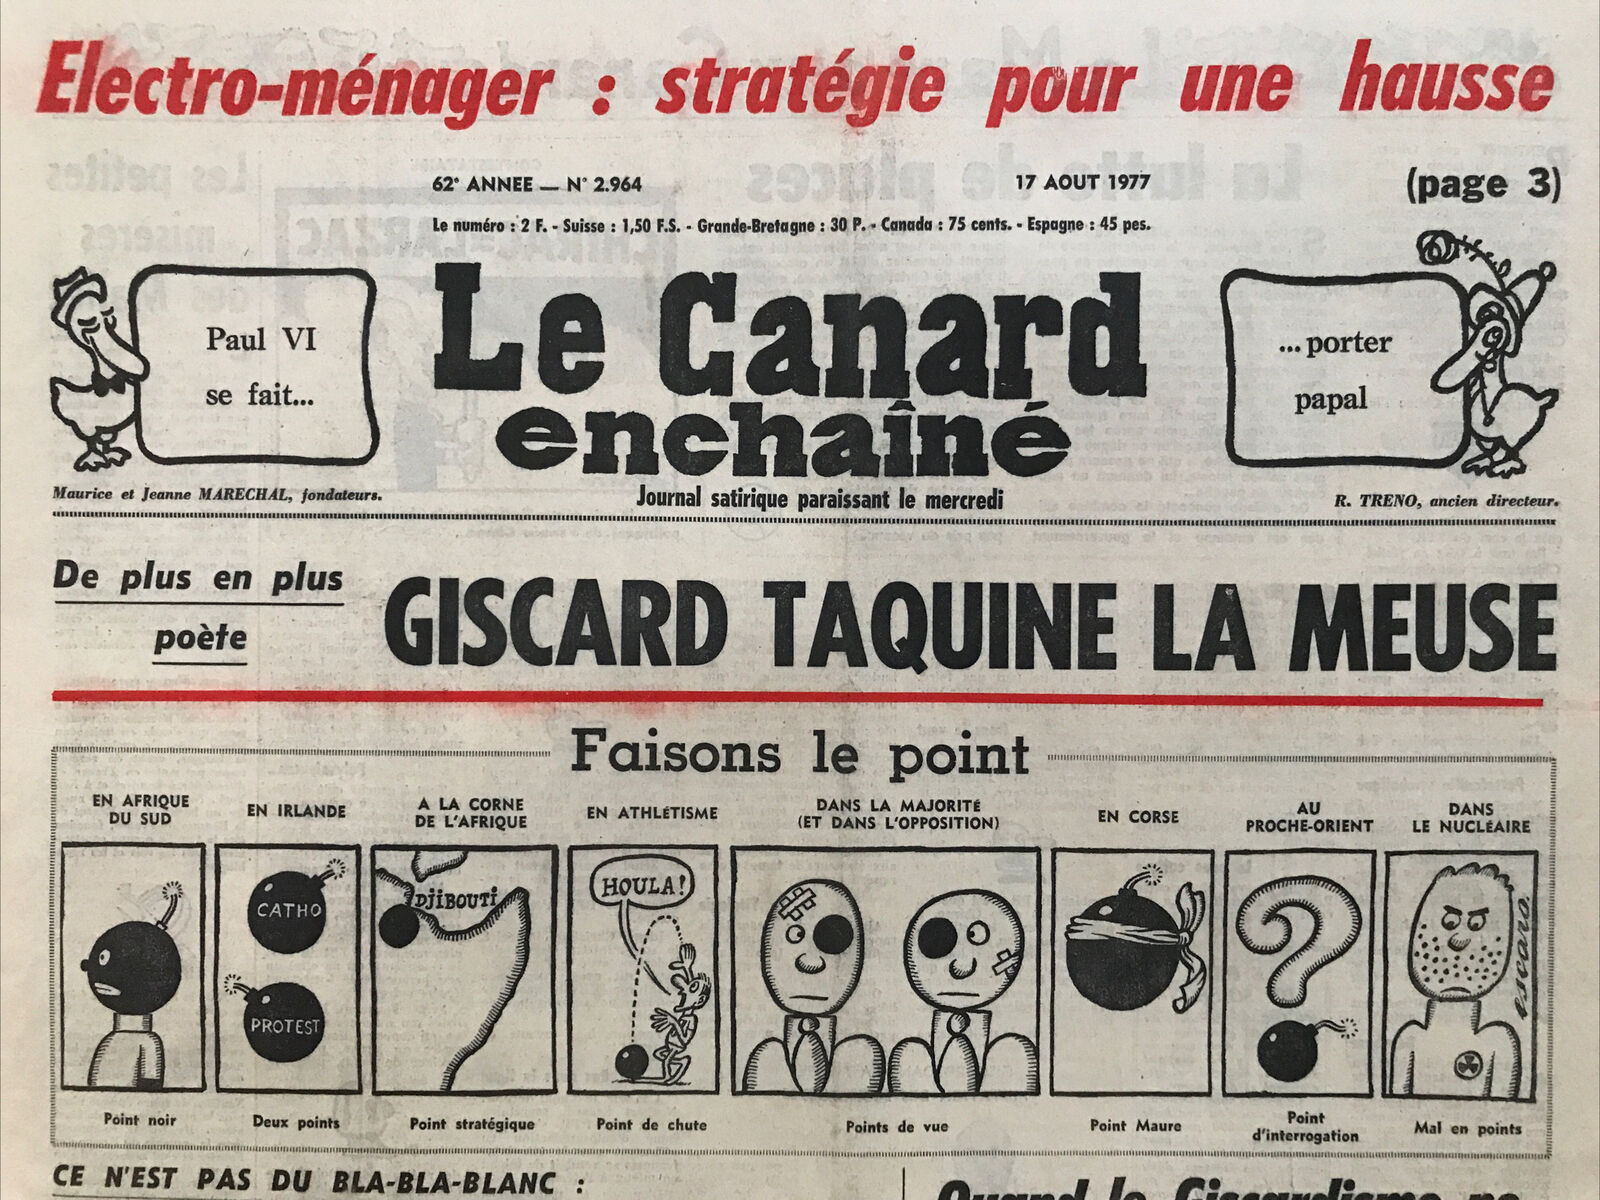 Electro-ménager : stratégie pour une hausse
62e ANNEE — N° 2.964
17 AOUT 1977
(page 3)
Le numéro : 2 F. - Suisse : 1,50 F.S. - Grande-Bretagne : 30 P. - Canada : 75 cents. - Espagne : 45 pes.
Paul VI
se fait...
Le Canard
enchaîné
...porter
papal
Maurice et Jeanne MARECHAL, fondateurs.
Journal satirique paraissant le mercredi
R. TRENO, ancien directeur.
De plus en plus
poète
GISCARD TAQUINE LA MEUSE
Faisons le point
EN AFRIQUE
DU SUD
EN IRLANDE
A LA CORNE
DE L'AFRIQUE
EN ATHLÉTISME
DANS LA MAJORITÉ
(ET DANS L'OPPOSITION)
EN CORSE
AU
PROCHE-ORIENT
DANS
LE NUCLÉAIRE
CATHO
PROTEST
DJIBOUTI
HOULA!
escaro.
Point noir
Deux points
Point stratégique
Point de chute
Points de vue
Point Maure
Point
d'interrogation
Mal en points
CE N'EST PAS DU BLA-BLA-BLANC :
Quand le Giscardisme ne